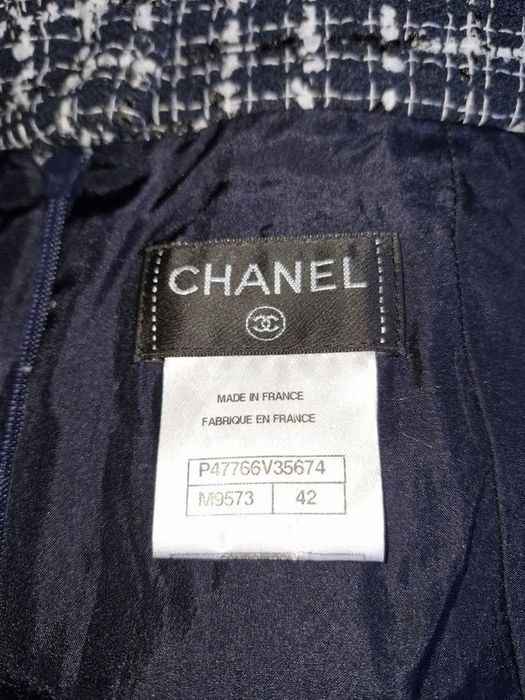 CHANEL
MADE IN FRANCE
FABRIQUE EN FRANCE
P47766V35674
M9573 42